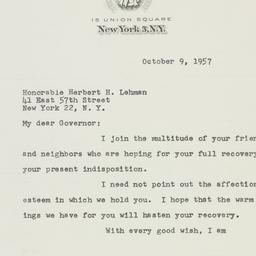 15 UNION SQUARE
New York 3, N.Y.
October 9, 1957
Honorable Herbert H. Lehman
41 East 57th Street
New York 22, N. Y.
My dear Governor:
I join the multitude of your frien
and neighbors who are hoping for your full recovery
your present indisposition.
I need not point out the affection
esteem in which we hold you. I hope that the warm
ings we have for you will hasten your recovery.
With every good wish, I am